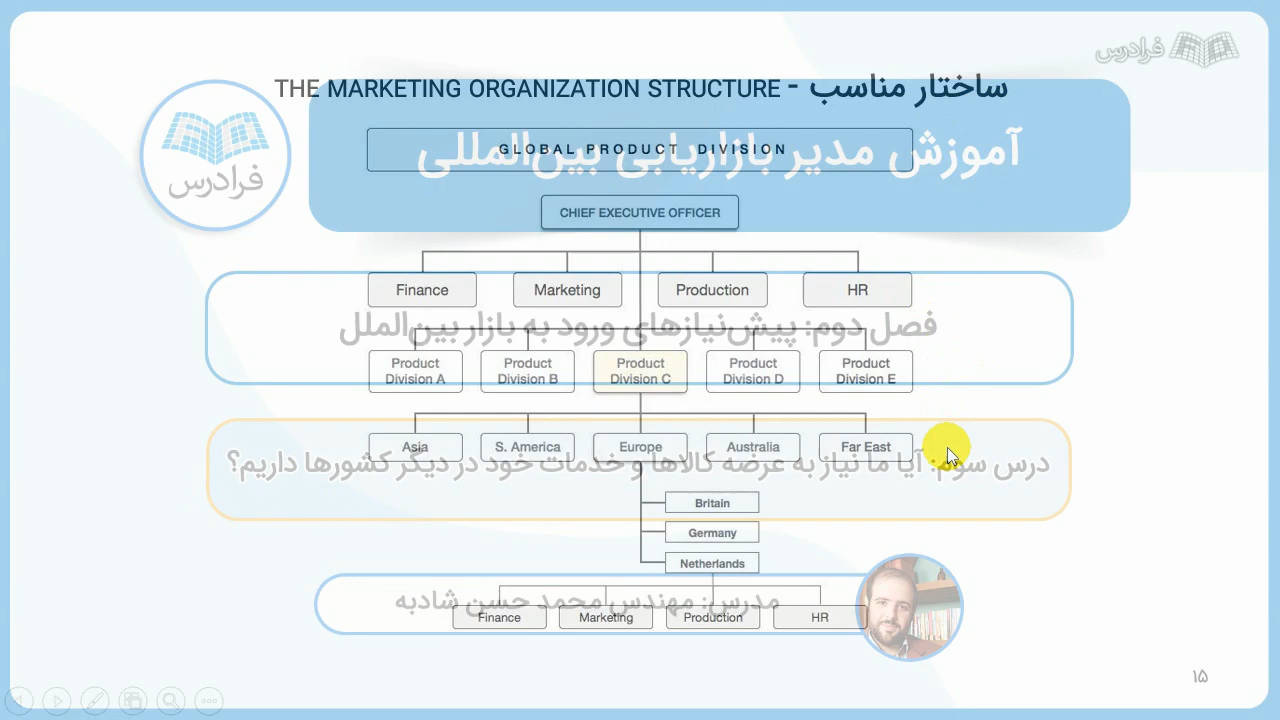 فرادرس
ساختار مناسب - THE MARKETING ORGANIZATION STRUCTURE
فرادرس
آموزش مدیر بازاریابی بین‌المللی
GLOBAL PRODUCT DIVISION
CHIEF EXECUTIVE OFFICER
Finance Marketing Production HR
فصل دوم: پیش‌نیازهای ورود به بازار بین‌الملل
Product Division A Product Division B Product Division C Product Division D Product Division E
Asia S. America Europe Australia Far East
درس سوم: آیا ما نیاز به عرضه کالاها و خدمات خود در دیگر کشورها داریم؟
Britain
Germany
Netherlands
مدرس: مهندس محمد حسن شادبه
Finance Marketing Production HR
۱۵